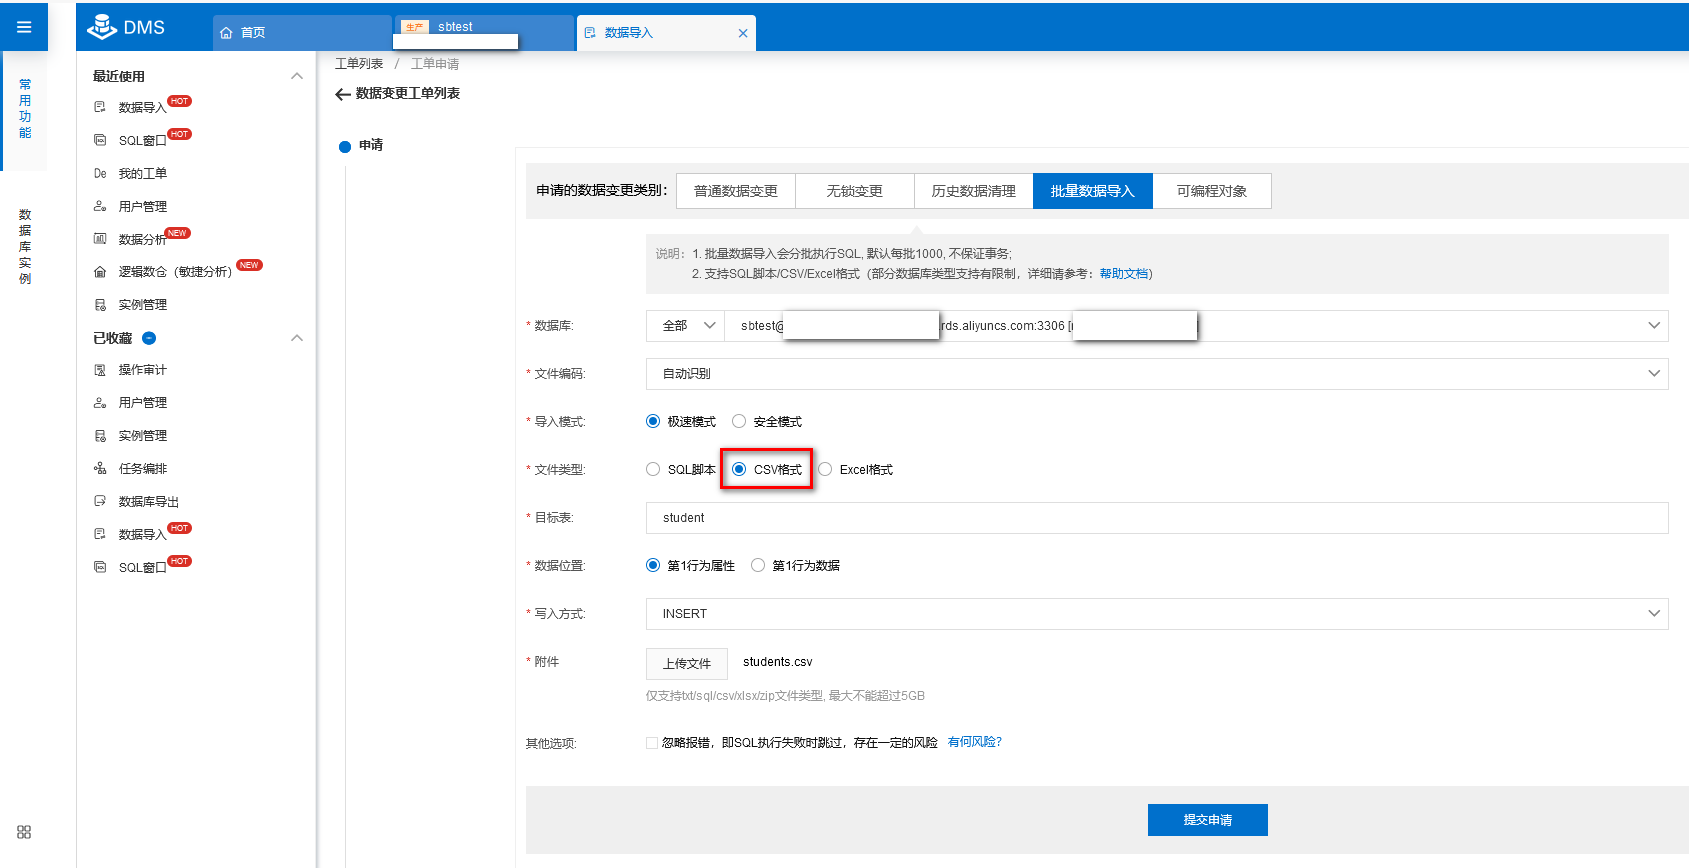 DMS
首页
生产 sbtest
数据导入
常用功能
数据库实例
最近使用
数据导入 HOT
SQL窗口 HOT
De 我的工单
用户管理
数据分析 NEW
逻辑数仓（敏捷分析） NEW
实例管理
已收藏
操作审计
用户管理
实例管理
任务编排
数据库导出
数据导入 HOT
SQL窗口 HOT
工单列表 / 工单申请
数据变更工单列表
申请
申请的数据变更类别： 普通数据变更 无锁变更 历史数据清理 批量数据导入 可编程对象
说明： 1. 批量数据导入会分批执行SQL, 默认每批1000, 不保证事务;
2. 支持SQL脚本/CSV/Excel格式（部分数据库类型支持有限制，详细请参考：帮助文档)
* 数据库: 全部 sbtest@ rds.aliyuncs.com:3306
* 文件编码: 自动识别
* 导入模式: 极速模式 安全模式
* 文件类型: SQL脚本 CSV格式 Excel格式
* 目标表: student
* 数据位置: 第1行为属性 第1行为数据
* 写入方式: INSERT
* 附件 上传文件 students.csv
仅支持txt/sql/csv/xlsx/zip文件类型, 最大不能超过5GB
其他选项: 忽略报错，即SQL执行失败时跳过，存在一定的风险 有何风险?
提交申请